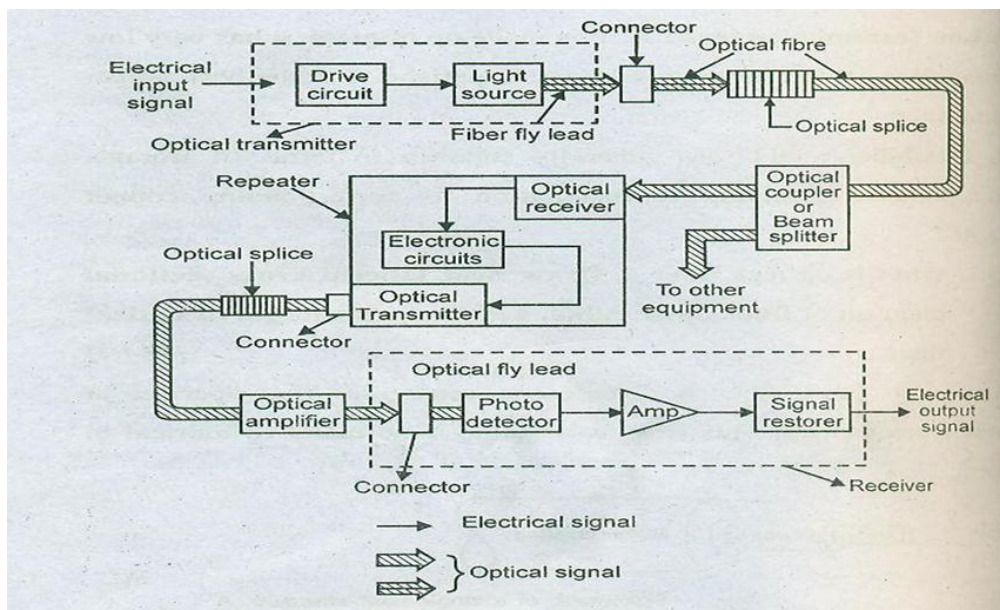 Connector
Electrical
input
signal
Drive
circuit
Light
source
Optical fibre
Fiber fly lead
Optical splice
Optical transmitter
Repeater
Optical
receiver
Optical
coupler
or
Beam
splitter
Electronic
circuits
Optical splice
To other
equipment
Optical
Transmitter
Connector
Optical fly lead
Optical
amplifier
Photo
detector
Amp
Signal
restorer
Electrical
output
signal
Connector
Receiver
Electrical signal
Optical signal